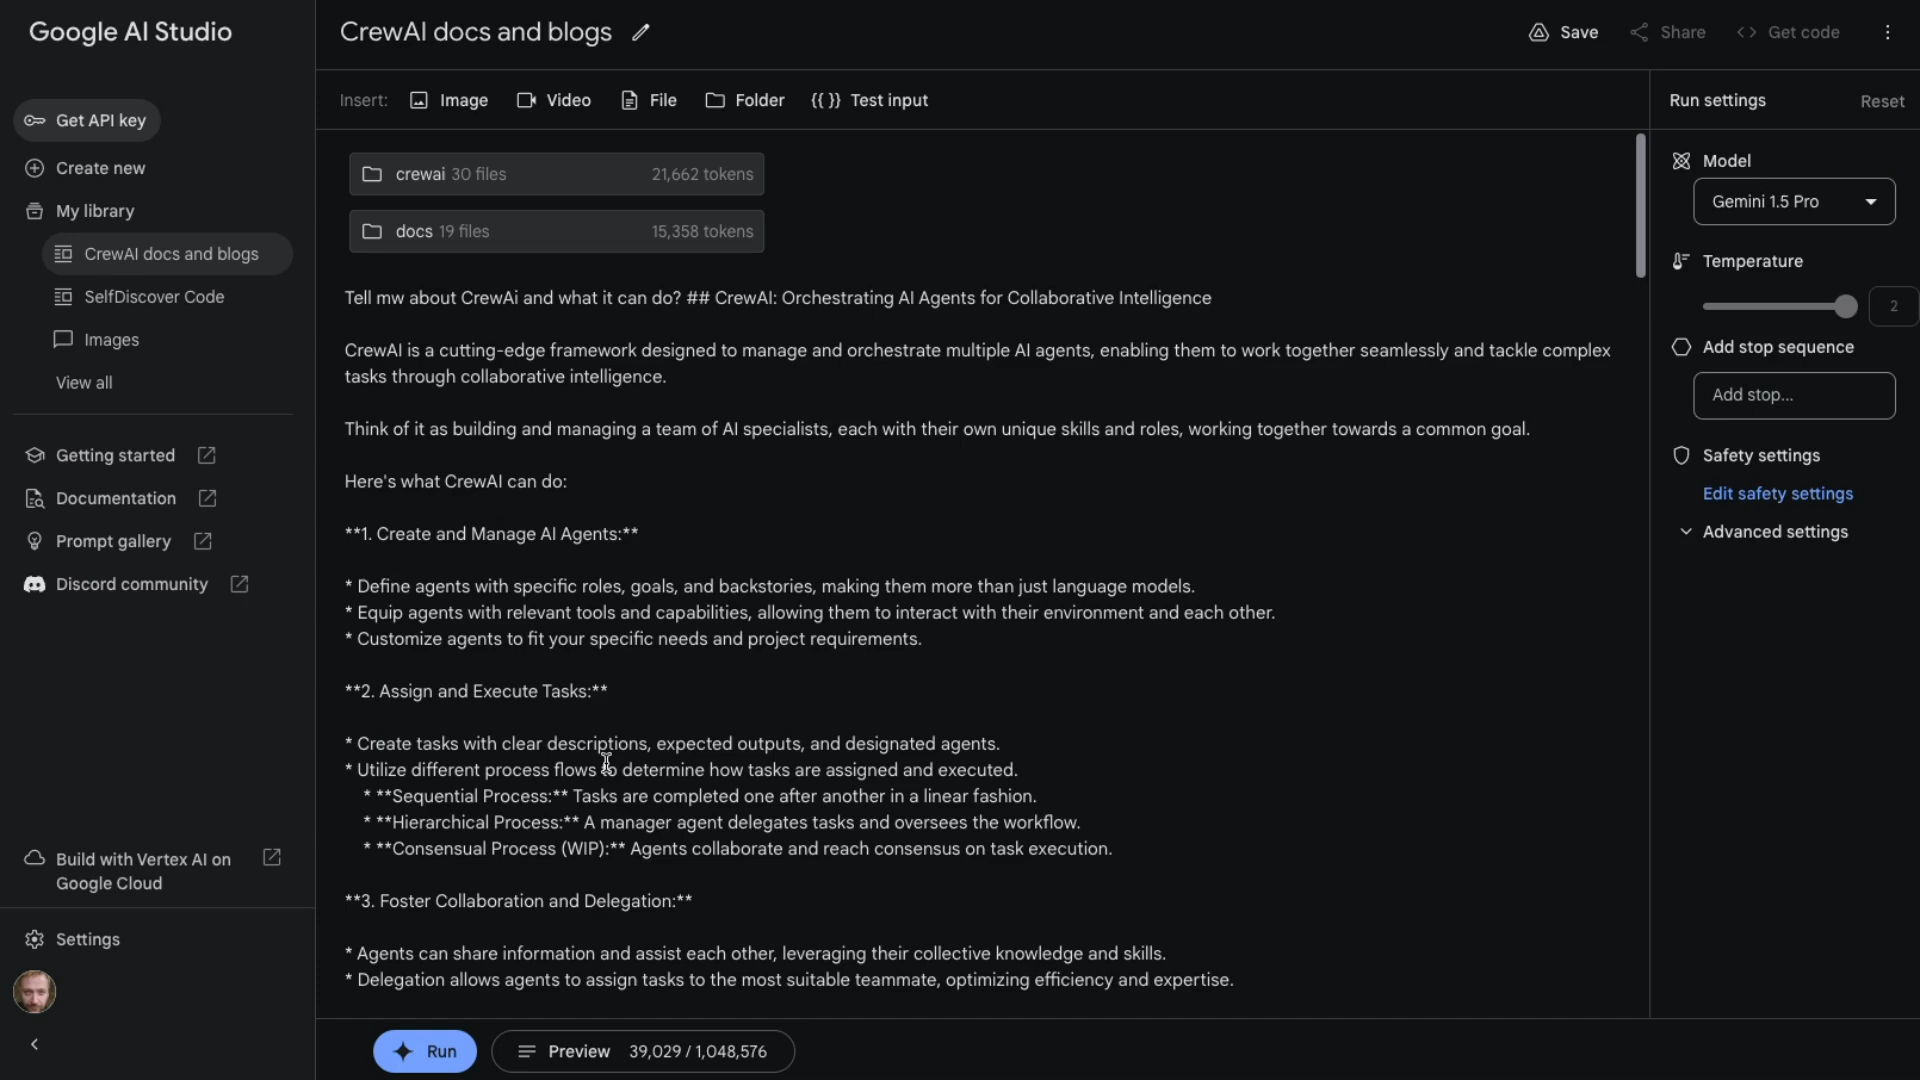 Google AI Studio
CrewAI docs and blogs
Save
Share
Get code
Get API key
Create new
My library
CrewAI docs and blogs
SelfDiscover Code
Images
View all
Getting started
Documentation
Prompt gallery
Discord community
Build with Vertex AI on
Google Cloud
Settings
Insert:
Image
Video
File
Folder
{{ }} Test input
crewai 30 files 21,662 tokens
docs 19 files 15,358 tokens
Tell mw about CrewAi and what it can do? ## CrewAI: Orchestrating AI Agents for Collaborative Intelligence
CrewAI is a cutting-edge framework designed to manage and orchestrate multiple AI agents, enabling them to work together seamlessly and tackle complex
tasks through collaborative intelligence.
Think of it as building and managing a team of AI specialists, each with their own unique skills and roles, working together towards a common goal.
Here's what CrewAI can do:
**1. Create and Manage AI Agents:**
* Define agents with specific roles, goals, and backstories, making them more than just language models.
* Equip agents with relevant tools and capabilities, allowing them to interact with their environment and each other.
* Customize agents to fit your specific needs and project requirements.
**2. Assign and Execute Tasks:**
* Create tasks with clear descriptions, expected outputs, and designated agents.
* Utilize different process flows to determine how tasks are assigned and executed.
* **Sequential Process:** Tasks are completed one after another in a linear fashion.
* **Hierarchical Process:** A manager agent delegates tasks and oversees the workflow.
* **Consensual Process (WIP):** Agents collaborate and reach consensus on task execution.
**3. Foster Collaboration and Delegation:**
* Agents can share information and assist each other, leveraging their collective knowledge and skills.
* Delegation allows agents to assign tasks to the most suitable teammate, optimizing efficiency and expertise.
Run
Preview 39,029 / 1,048,576
Run settings
Reset
Model
Gemini 1.5 Pro
Temperature
2
Add stop sequence
Add stop...
Safety settings
Edit safety settings
Advanced settings